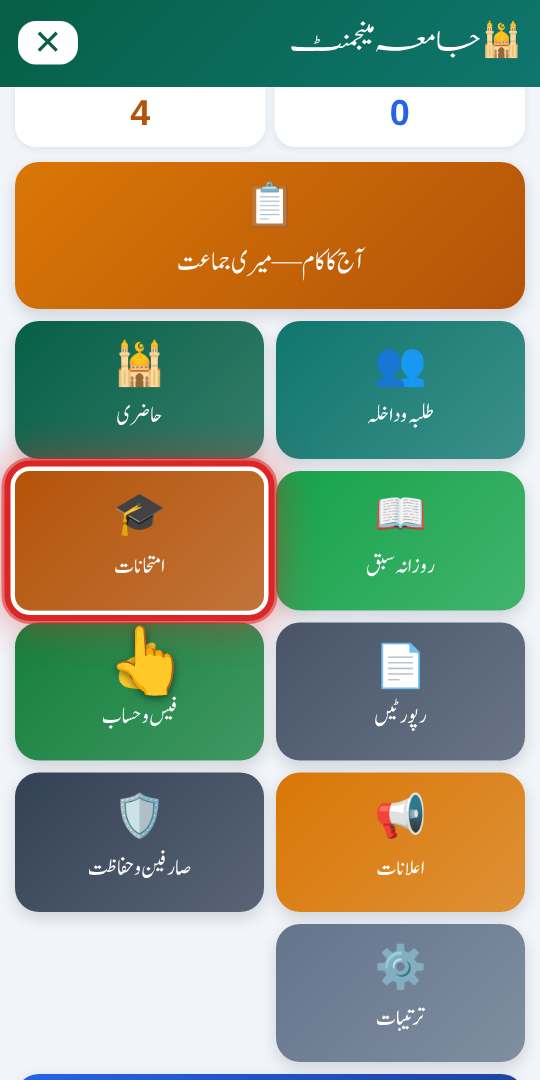 جامعہ مینجمنٹ
0
4
آج کا کام — میری جماعت
طلبہ و داخلہ
حاضری
روزانہ سبق
امتحانات
رپورٹیں
فیس و حساب
اعلانات
صارفین و حفاظت
ترتیبات